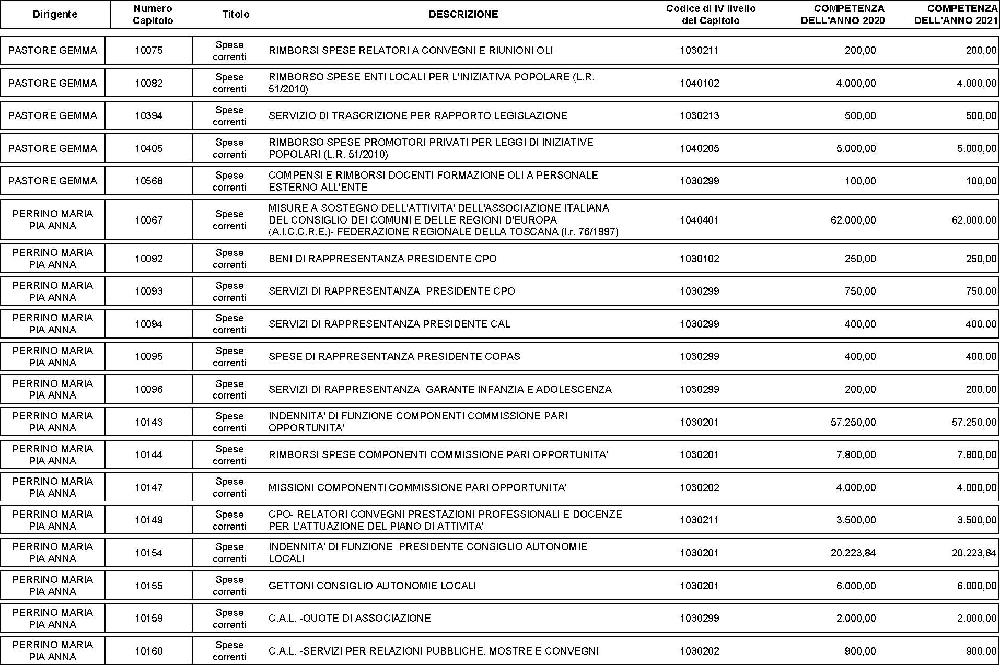 Dirigente Numero Capitolo Titolo DESCRIZIONE Codice di IV livello del Capitolo COMPETENZA DELL'ANNO 2020 COMPETENZA DELL'ANNO 2021
PASTORE GEMMA 10075 Spese correnti RIMBORSI SPESE RELATORI A CONVEGNI E RIUNIONI OLI 1030211 200,00 200,00
PASTORE GEMMA 10082 Spese correnti RIMBORSO SPESE ENTI LOCALI PER L'INIZIATIVA POPOLARE (L.R. 51/2010) 1040102 4.000,00 4.000,00
PASTORE GEMMA 10394 Spese correnti SERVIZIO DI TRASCRIZIONE PER RAPPORTO LEGISLAZIONE 1030213 500,00 500,00
PASTORE GEMMA 10405 Spese correnti RIMBORSO SPESE PROMOTORI PRIVATI PER LEGGI DI INIZIATIVE POPOLARI (L.R. 51/2010) 1040205 5.000,00 5.000,00
PASTORE GEMMA 10568 Spese correnti COMPENSI E RIMBORSI DOCENTI FORMAZIONE OLI A PERSONALE ESTERNO ALL'ENTE 1030299 100,00 100,00
PERRINO MARIA PIA ANNA 10067 Spese correnti MISURE A SOSTEGNO DELL'ATTIVITA' DELL'ASSOCIAZIONE ITALIANA DEL CONSIGLIO DEI COMUNI E DELLE REGIONI D'EUROPA (A.I.C.C.R.E.)- FEDERAZIONE REGIONALE DELLA TOSCANA (l.r. 76/1997) 1040401 62.000,00 62.000,00
PERRINO MARIA PIA ANNA 10092 Spese correnti BENI DI RAPPRESENTANZA PRESIDENTE CPO 1030102 250,00 250,00
PERRINO MARIA PIA ANNA 10093 Spese correnti SERVIZI DI RAPPRESENTANZA  PRESIDENTE CPO 1030299 750,00 750,00
PERRINO MARIA PIA ANNA 10094 Spese correnti SERVIZI DI RAPPRESENTANZA PRESIDENTE CAL 1030299 400,00 400,00
PERRINO MARIA PIA ANNA 10095 Spese correnti SPESE DI RAPPRESENTANZA PRESIDENTE COPAS 1030299 400,00 400,00
PERRINO MARIA PIA ANNA 10096 Spese correnti SERVIZI DI RAPPRESENTANZA  GARANTE INFANZIA E ADOLESCENZA 1030299 200,00 200,00
PERRINO MARIA PIA ANNA 10143 Spese correnti INDENNITA' DI FUNZIONE COMPONENTI COMMISSIONE PARI OPPORTUNITA' 1030201 57.250,00 57.250,00
PERRINO MARIA PIA ANNA 10144 Spese correnti RIMBORSI SPESE COMPONENTI COMMISSIONE PARI OPPORTUNITA' 1030201 7.800,00 7.800,00
PERRINO MARIA PIA ANNA 10147 Spese correnti MISSIONI COMPONENTI COMMISSIONE PARI OPPORTUNITA' 1030202 4.000,00 4.000,00
PERRINO MARIA PIA ANNA 10149 Spese correnti CPO- RELATORI CONVEGNI PRESTAZIONI PROFESSIONALI E DOCENZE PER L'ATTUAZIONE DEL PIANO DI ATTIVITA' 1030211 3.500,00 3.500,00
PERRINO MARIA PIA ANNA 10154 Spese correnti INDENNITA' DI FUNZIONE  PRESIDENTE CONSIGLIO AUTONOMIE LOCALI 1030201 20.223,84 20.223,84
PERRINO MARIA PIA ANNA 10155 Spese correnti GETTONI CONSIGLIO AUTONOMIE LOCALI 1030201 6.000,00 6.000,00
PERRINO MARIA PIA ANNA 10159 Spese correnti C.A.L. -QUOTE DI ASSOCIAZIONE 1030299 2.000,00 2.000,00
PERRINO MARIA PIA ANNA 10160 Spese correnti C.A.L. -SERVIZI PER RELAZIONI PUBBLICHE. MOSTRE E CONVEGNI 1030202 900,00 900,00